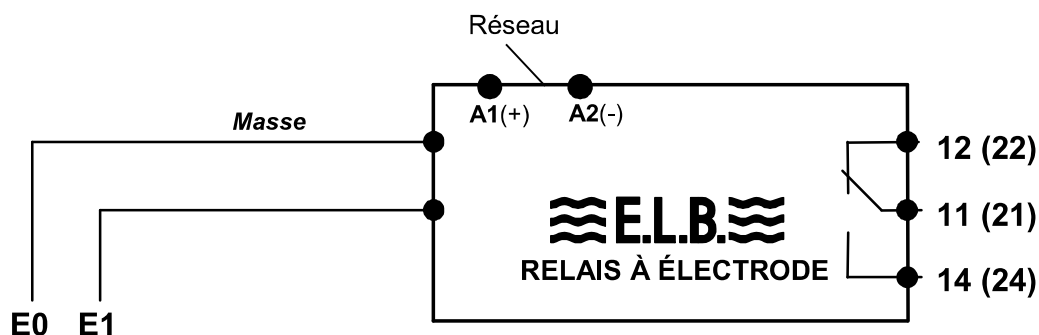 Réseau
A1(+) A2(-)
Masse
12 (22)
11 (21)
E.L.B.
RELAIS À ÉLECTRODE
14 (24)
E0 E1